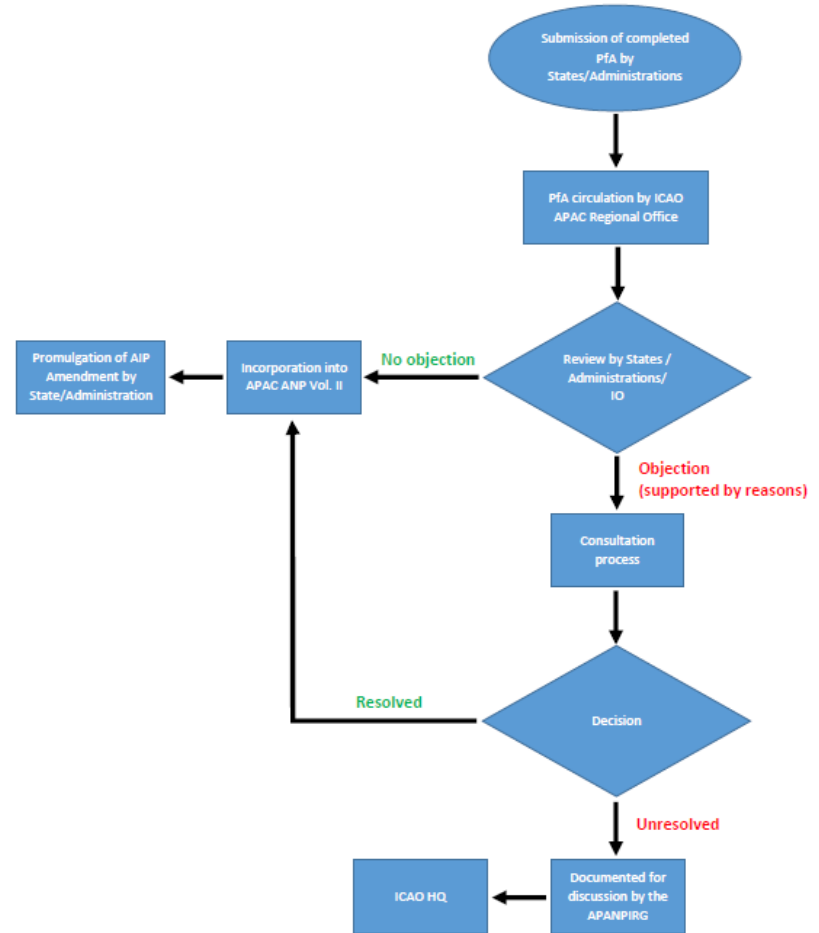 Submission of completed
PfA by
States/Administrations
PfA circulation by ICAO
APAC Regional Office
Review by States /
Administrations/
IO
No objection
Incorporation into
APAC ANP Vol. II
Promulgation of AIP
Amendment by
State/Administration
Objection
(supported by reasons)
Consultation
process
Decision
Resolved
Unresolved
Documented for
discussion by the
APANPIRG
ICAO HQ